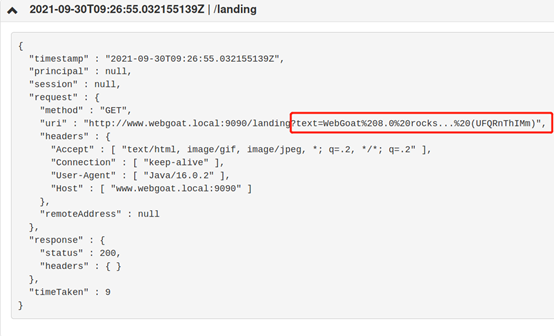 2021-09-30T09:26:55.032155139Z | /landing
{
"timestamp" : "2021-09-30T09:26:55.032155139Z",
"principal" : null,
"session" : null,
"request" : {
"method" : "GET",
"uri" : "http://www.webgoat.local:9090/landing?text=WebGoat%208.0%20rocks...%20(UFQRnThIMm)",
"headers" : {
"Accept" : [ "text/html, image/gif, image/jpeg, *; q=.2, */*; q=.2" ],
"Connection" : [ "keep-alive" ],
"User-Agent" : [ "Java/16.0.2" ],
"Host" : [ "www.webgoat.local:9090" ]
},
"remoteAddress" : null
},
"response" : {
"status" : 200,
"headers" : { }
},
"timeTaken" : 9
}